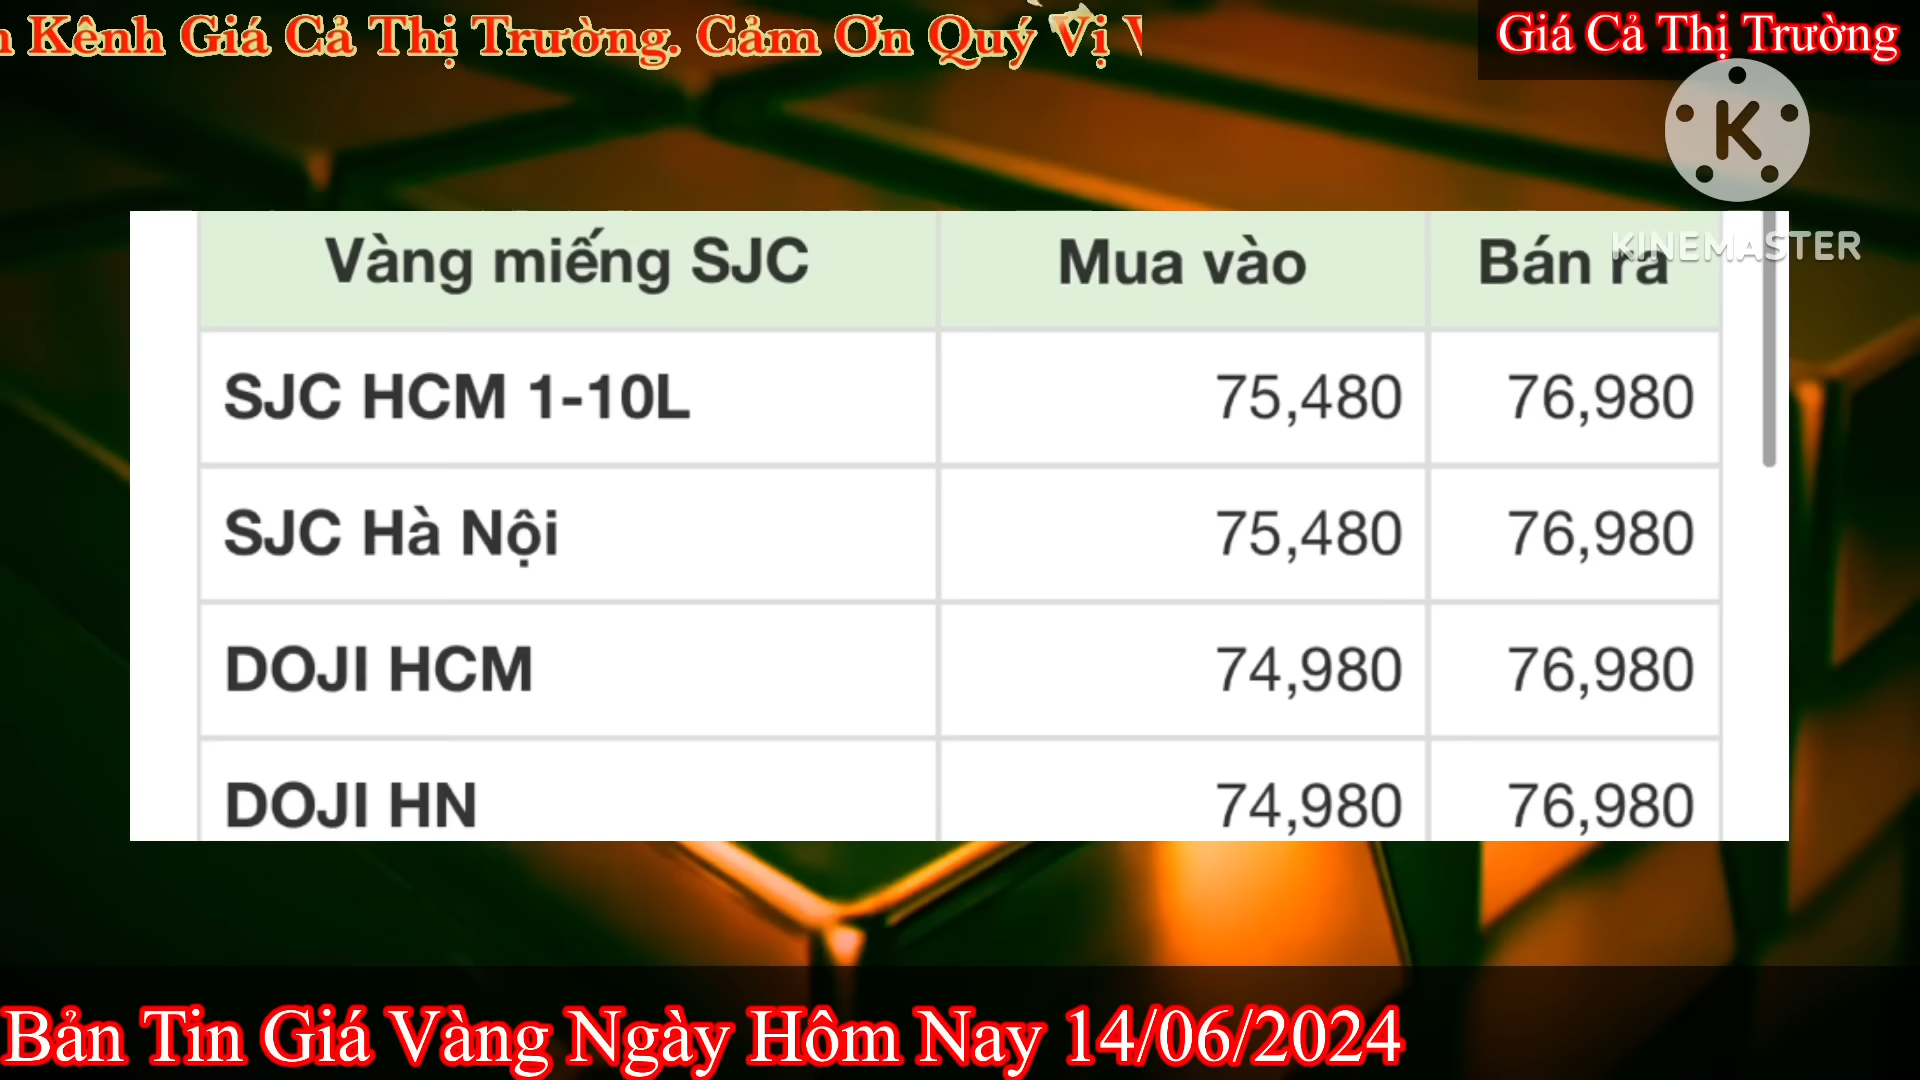 Kênh Giá Cả Thị Trường. Cảm Ơn Quý Vị
Giá Cả Thị Trường
K
KINEMASTER
Vàng miếng SJC Mua vào Bán ra
SJC HCM 1-10L 75,480 76,980
SJC Hà Nội 75,480 76,980
DOJI HCM 74,980 76,980
DOJI HN 74,980 76,980
Bản Tin Giá Vàng Ngày Hôm Nay 14/06/2024